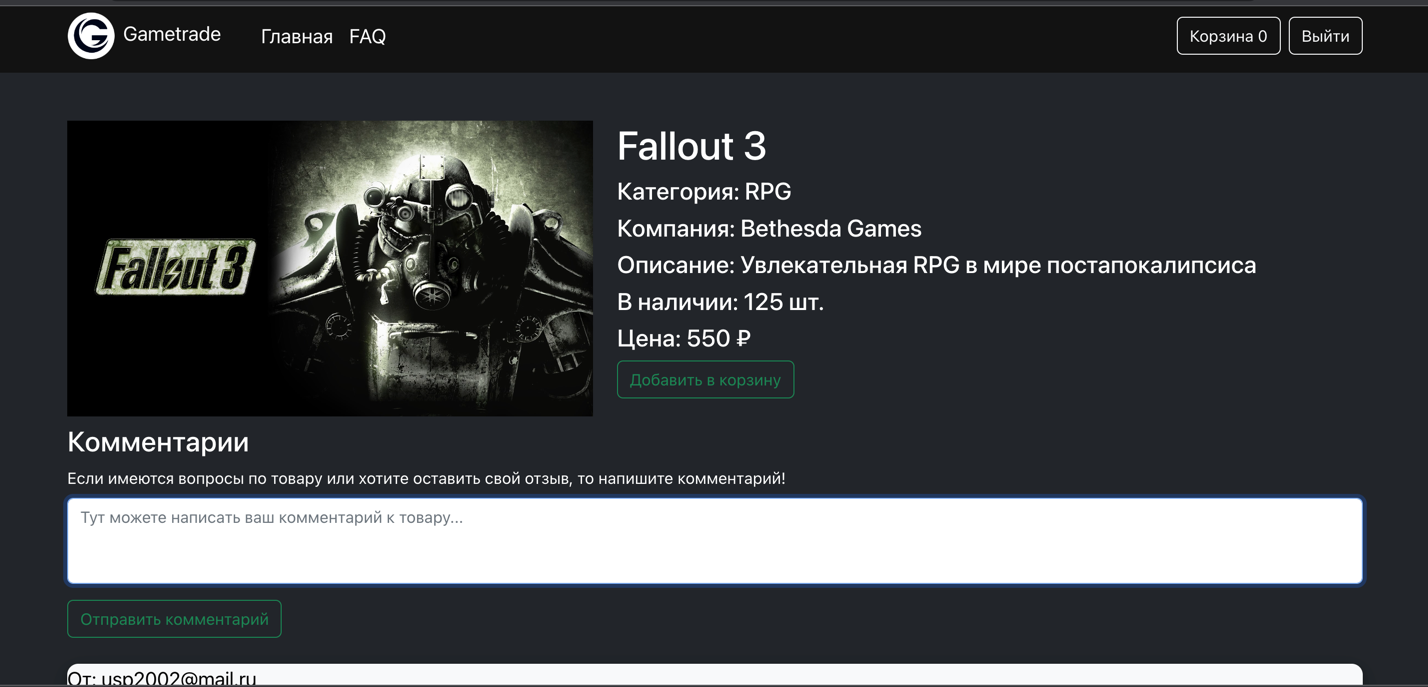 Gametrade Главная FAQ Корзина 0 Выйти
Fallout 3
Fallout 3
Категория: RPG
Компания: Bethesda Games
Описание: Увлекательная RPG в мире постапокалипсиса
В наличии: 125 шт.
Цена: 550 ₽
Добавить в корзину
Комментарии
Если имеются вопросы по товару или хотите оставить свой отзыв, то напишите комментарий!
Тут можете написать ваш комментарий к товару...
Отправить комментарий
От: usp2002@mail.ru